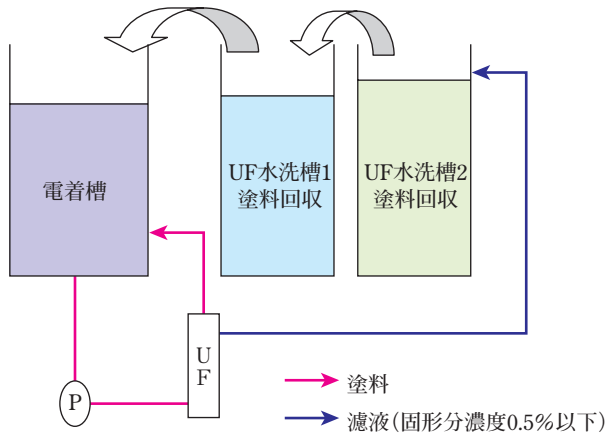 電着槽
UF水洗槽1
塗料回収
UF水洗槽2
塗料回収
U
F
P
塗料
濾液(固形分濃度0.5%以下)